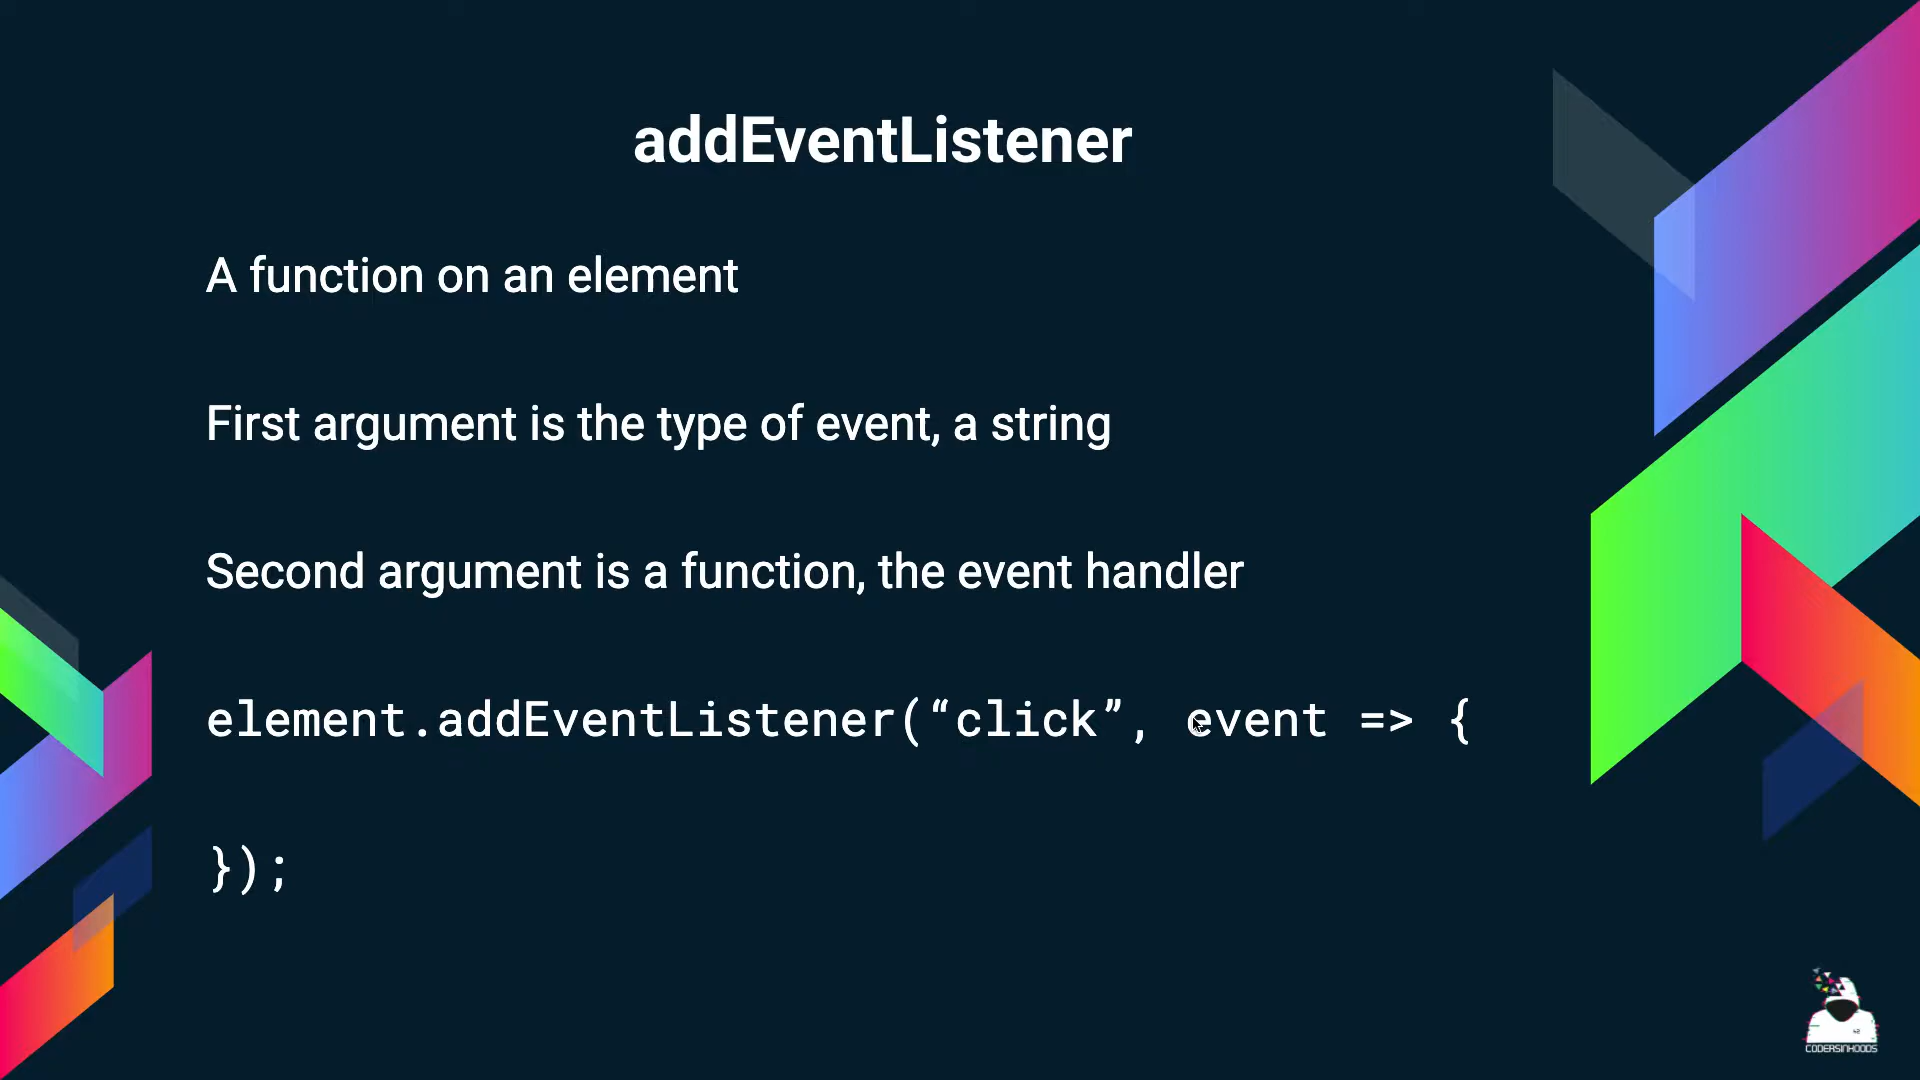 addEventListener
A function on an element
First argument is the type of event, a string
Second argument is a function, the event handler
element.addEventListener(“click”, event => {
});
CODERSINHOODS